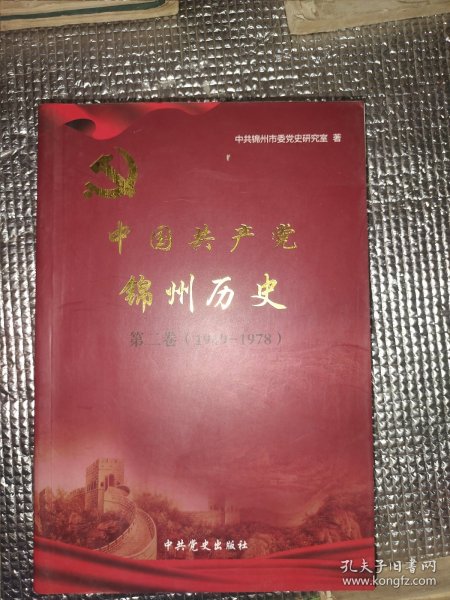 中共锦州市委党史研究室 著
中国共产党
锦州历史
第二卷（1949-1978）
中共党史出版社
孔夫子旧书网
www.kongfz.com